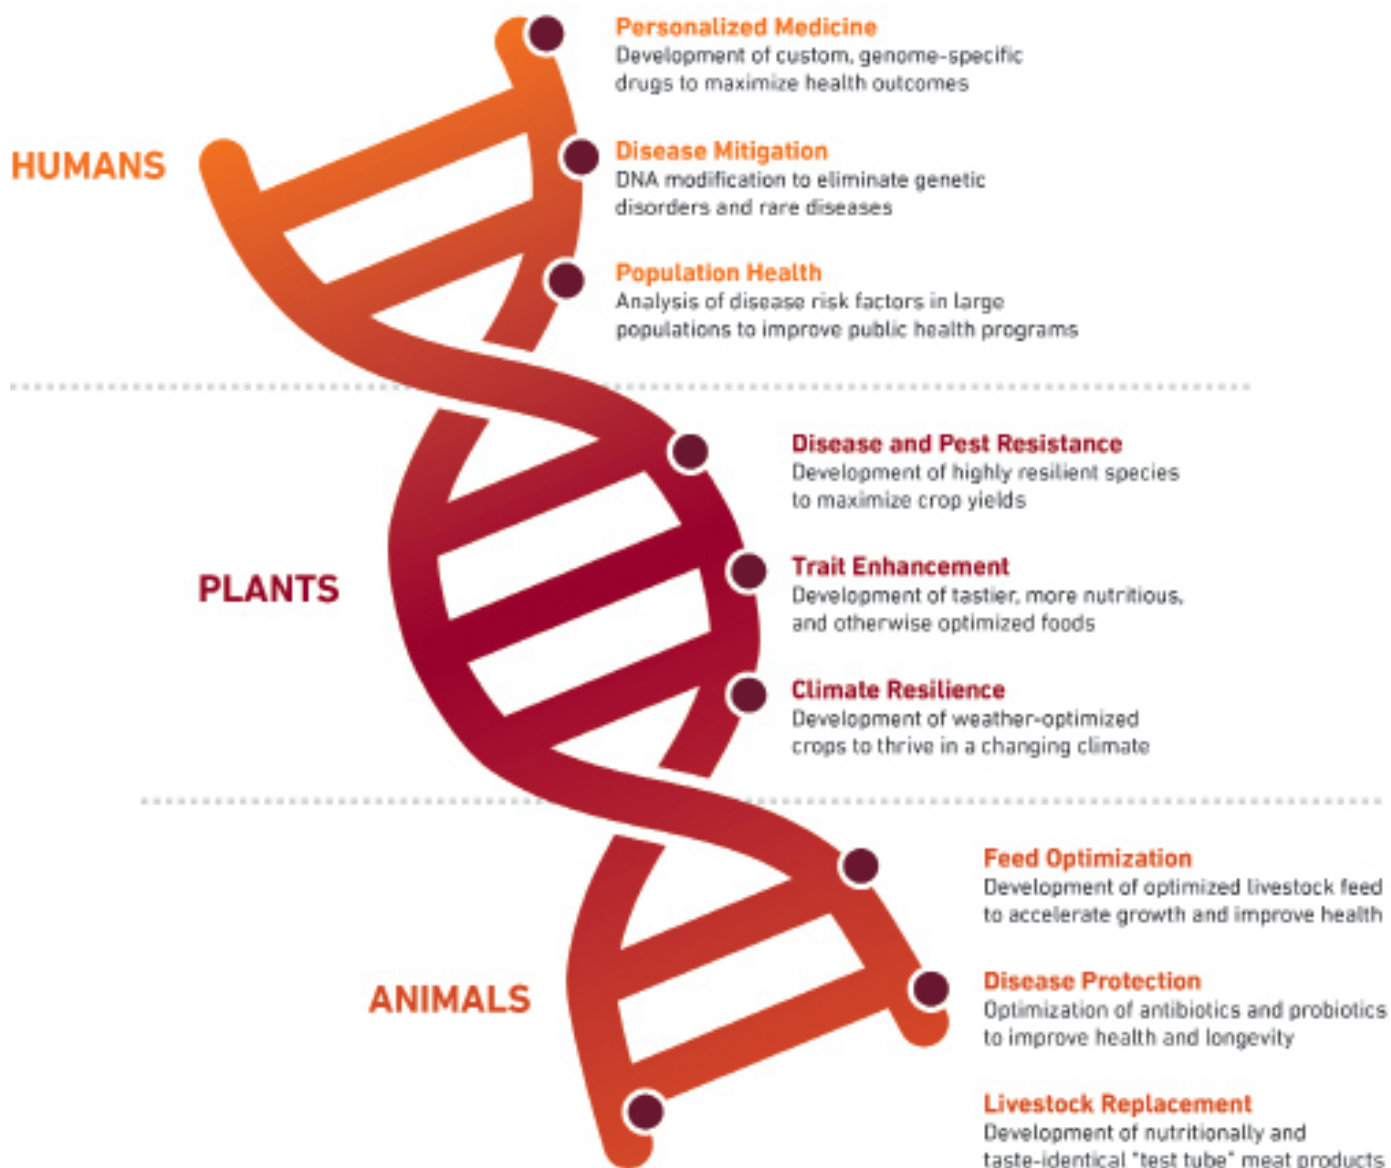 Personalized Medicine
Development of custom, genome-specific
drugs to maximize health outcomes
HUMANS
Disease Mitigation
DNA modification to eliminate genetic
disorders and rare diseases
Population Health
Analysis of disease risk factors in large
populations to improve public health programs
Disease and Pest Resistance
Development of highly resilient species
to maximize crop yields
PLANTS
Trait Enhancement
Development of tastier, more nutritious,
and otherwise optimized foods
Climate Resilience
Development of weather-optimized
crops to thrive in a changing climate
Feed Optimization
Development of optimized livestock feed
to accelerate growth and improve health
ANIMALS
Disease Protection
Optimization of antibiotics and probiotics
to improve health and longevity
Livestock Replacement
Development of nutritionally and
taste-identical "test tube" meat products